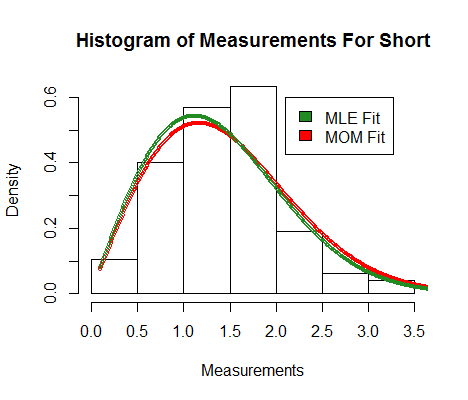 Histogram of Measurements For Short
Density
0.0
0.2
0.4
0.6
MLE Fit
MOM Fit
0.0 0.5 1.0 1.5 2.0 2.5 3.0 3.5
Measurements